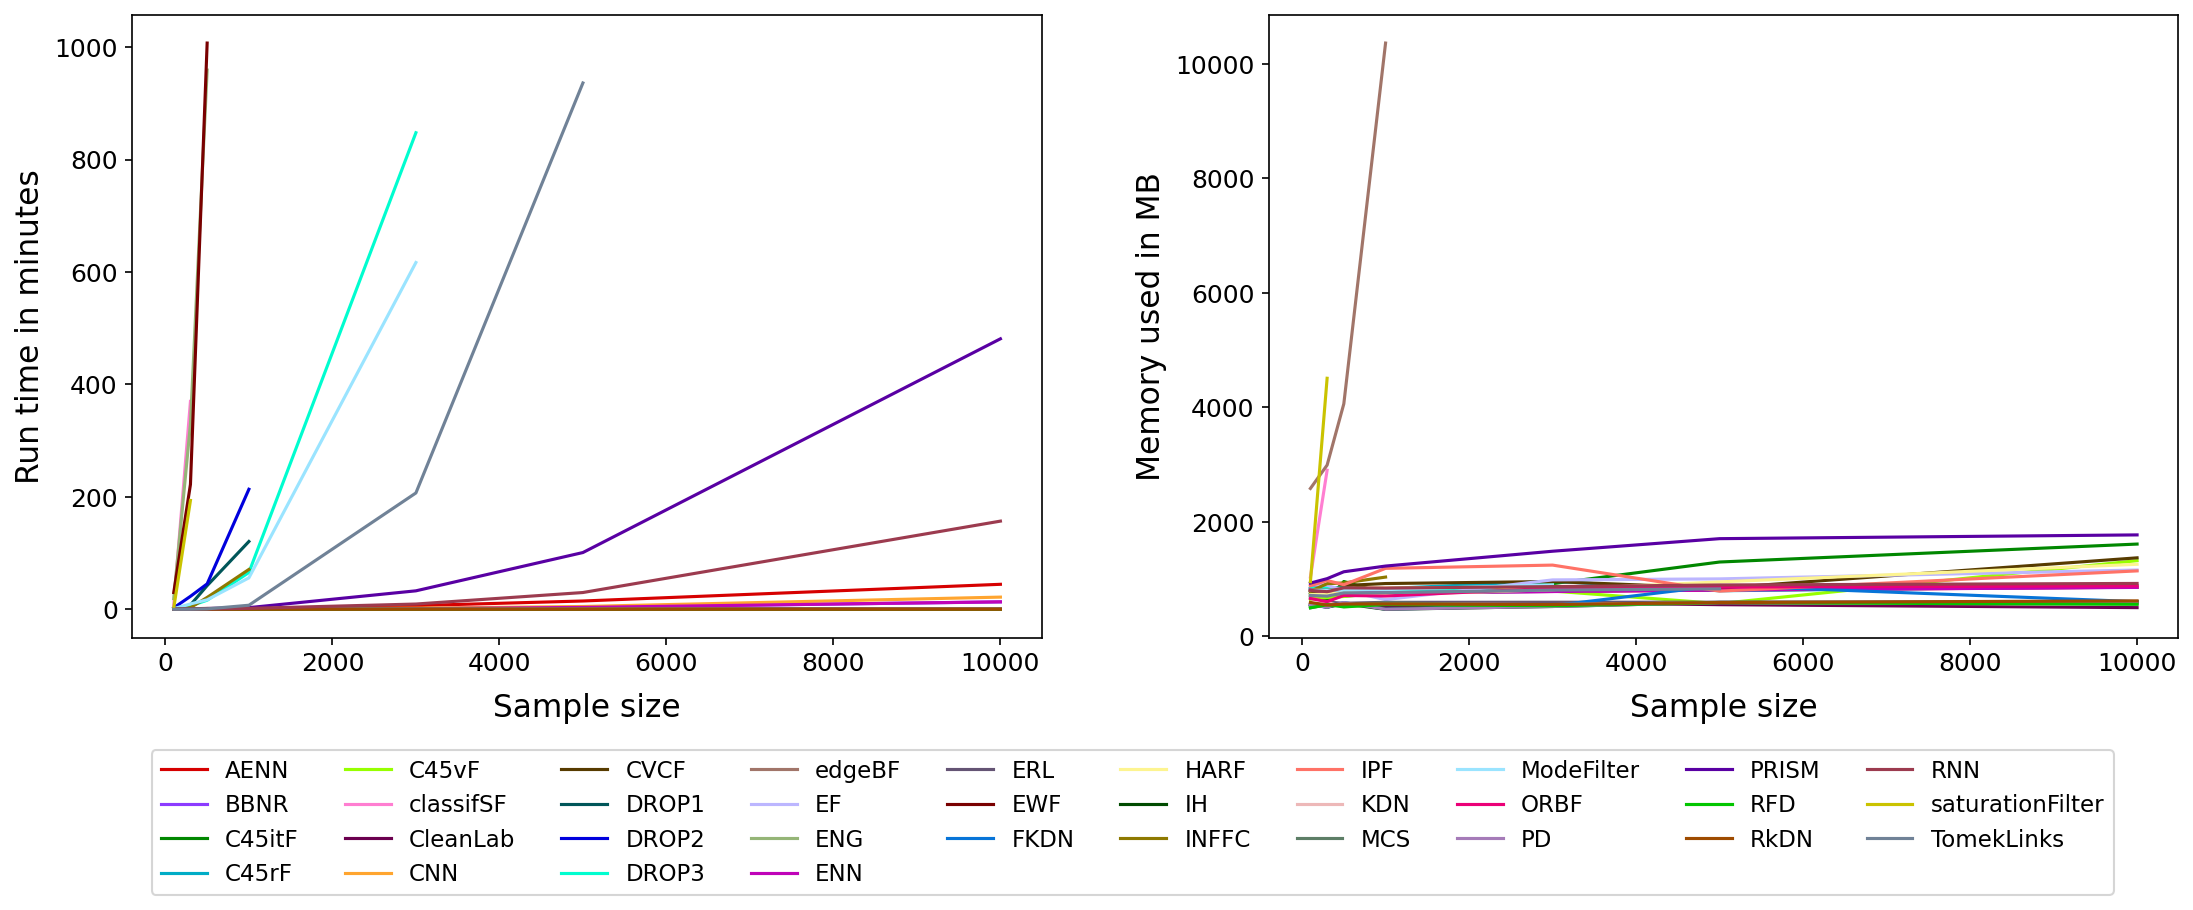 1000
800
600
400
200
0
Run time in minutes
0 2000 4000 6000 8000 10000
Sample size
10000
8000
6000
4000
2000
0
Memory used in MB
0 2000 4000 6000 8000 10000
Sample size
AENN C45vF CVCF edgeBF ERL HARF IPF ModeFilter PRISM RNN
BBNR classifSF DROP1 EF EWF IH KDN ORBF RFD saturationFilter
C45itF CleanLab DROP2 ENG FKDN INFFC MCS PD RkDN TomekLinks
C45rF CNN DROP3 ENN